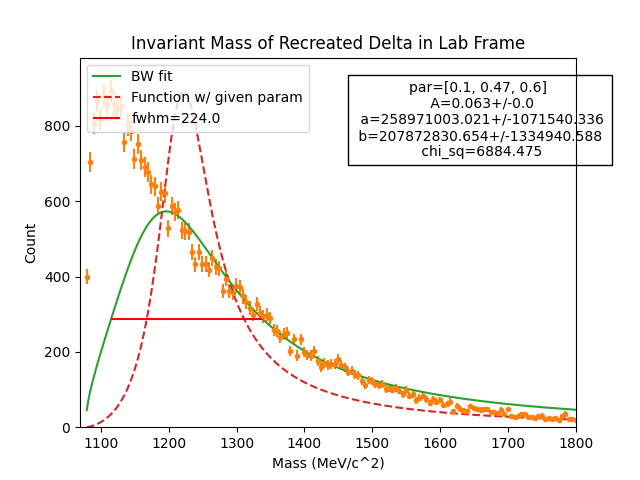 Invariant Mass of Recreated Delta in Lab Frame
BW fit
Function w/ given param
fwhm=224.0
par=[0.1, 0.47, 0.6]
A=0.063+/-0.0
a=258971003.021+/-1071540.336
b=207872830.654+/-1334940.588
chi_sq=6884.475
Count
800
600
400
200
0
1100 1200 1300 1400 1500 1600 1700 1800
Mass (MeV/c^2)